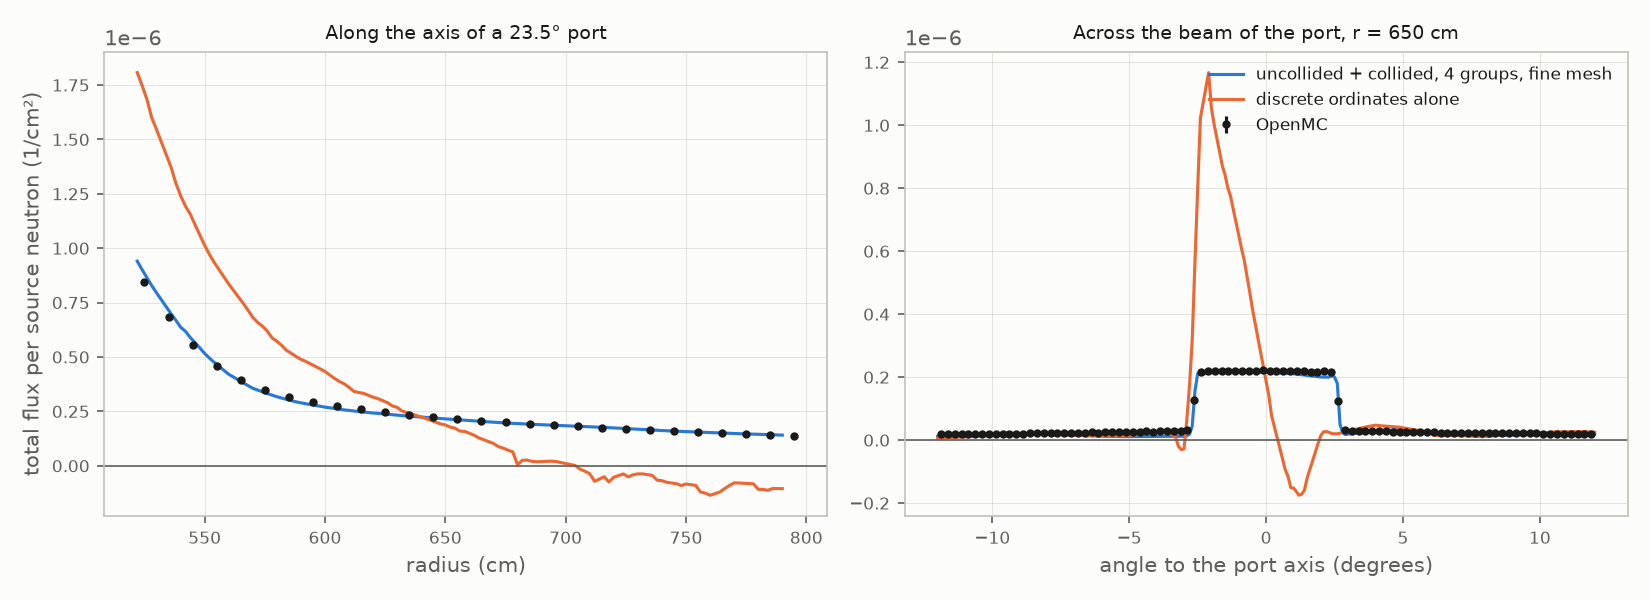 Along the axis of a 23.5° port
1e−6
total flux per source neutron (1/cm²)
1.75
1.50
1.25
1.00
0.75
0.50
0.25
0.00
550
600
650
700
750
800
radius (cm)
Across the beam of the port, r = 650 cm
1e−6
1.2
1.0
0.8
0.6
0.4
0.2
0.0
−0.2
uncollided + collided, 4 groups, fine mesh
discrete ordinates alone
OpenMC
−10
−5
0
5
10
angle to the port axis (degrees)